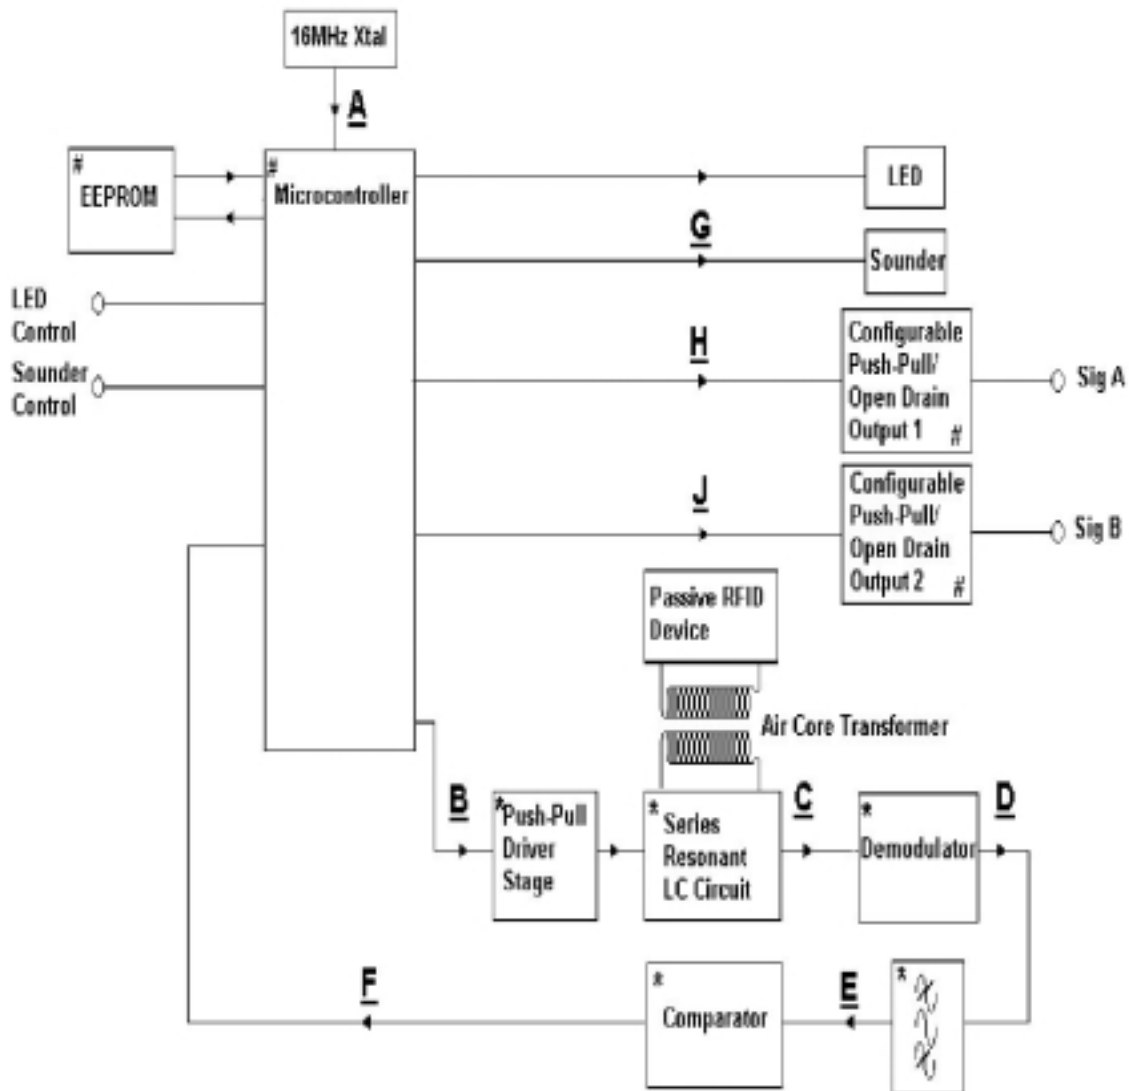 16MHz Xtal
A
#
EEPROM
*
Microcontroller
LED
G
Sounder
LED
Control
Sounder
Control
H
Configurable
Push-Pull/
Open Drain
Output 1 #
Sig A
J
Configurable
Push-Pull/
Open Drain
Output 2 #
Sig B
Passive RFID
Device
Air Core Transformer
B
*
Push-Pull
Driver
Stage
*
Series
Resonant
LC Circuit
C
*
Demodulator
D
F
*
Comparator
E
*